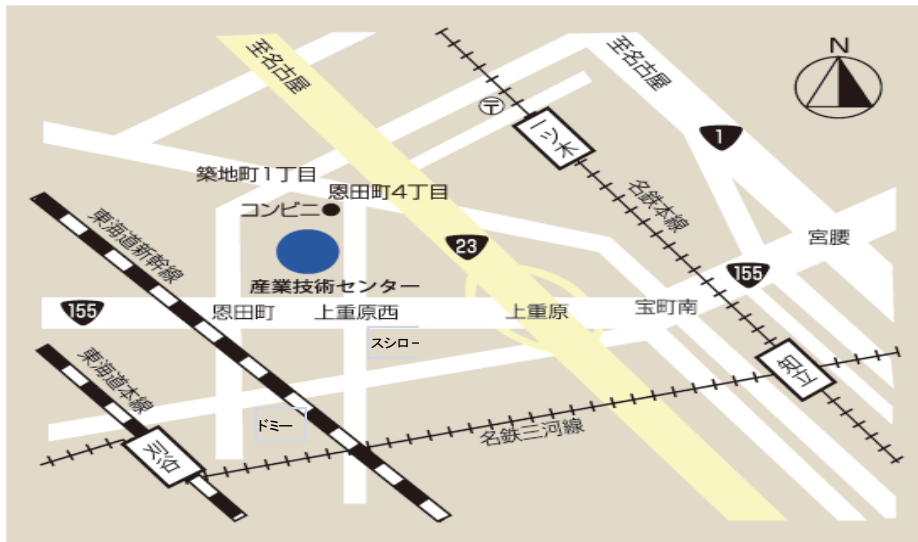 N
至名古屋
至名古屋
〒
一ツ木
1
築地町1丁目
恩田町4丁目
コンビニ
名鉄本線
東海道新幹線
23
宮腰
155
産業技術センター
155
恩田町
上重原西
上重原
宝町南
スシロー
東海道本線
知立
ドミー
名鉄三河線
刈谷